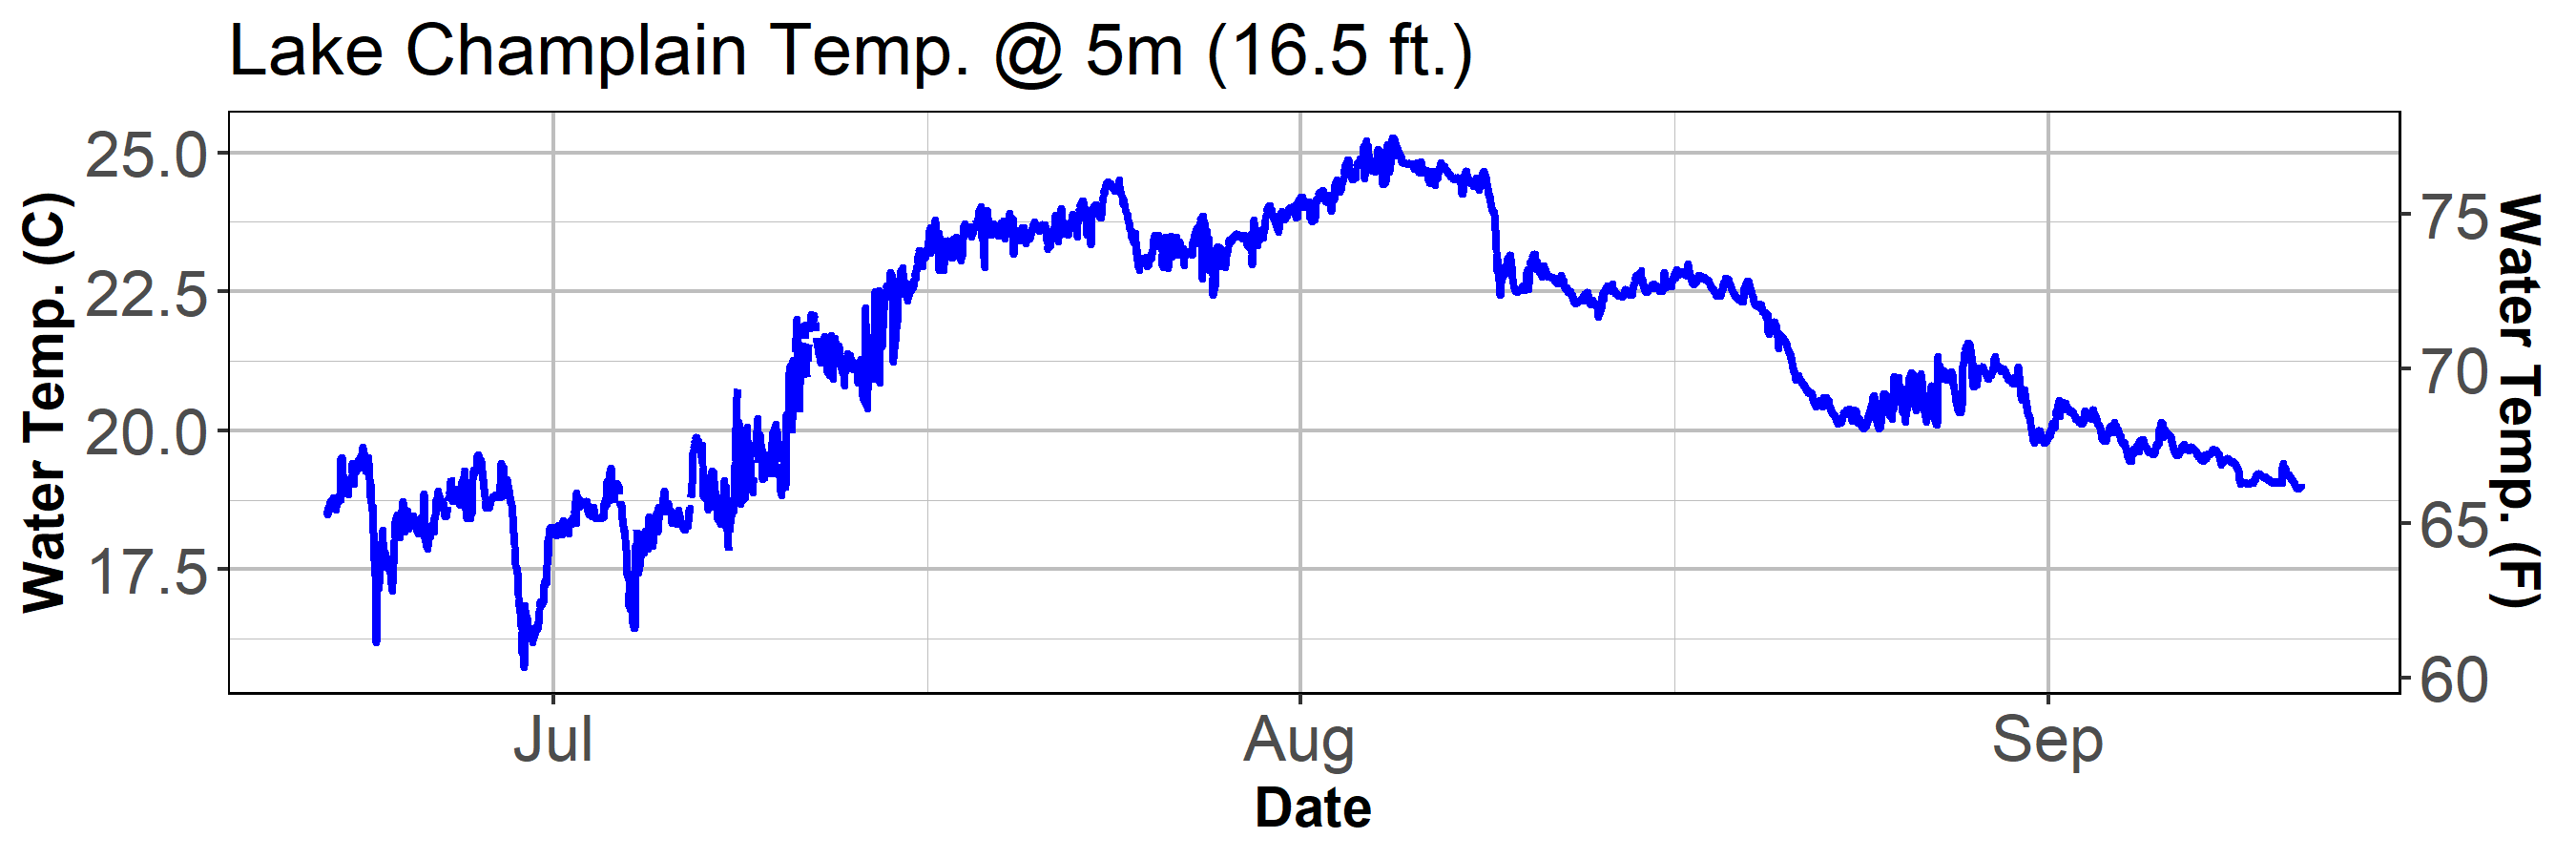 Lake Champlain Temp. @ 5m (16.5 ft.)
Water Temp. (C)
25.0
22.5
20.0
17.5
75
70
65
60
Water Temp. (F)
Jul Aug Sep
Date